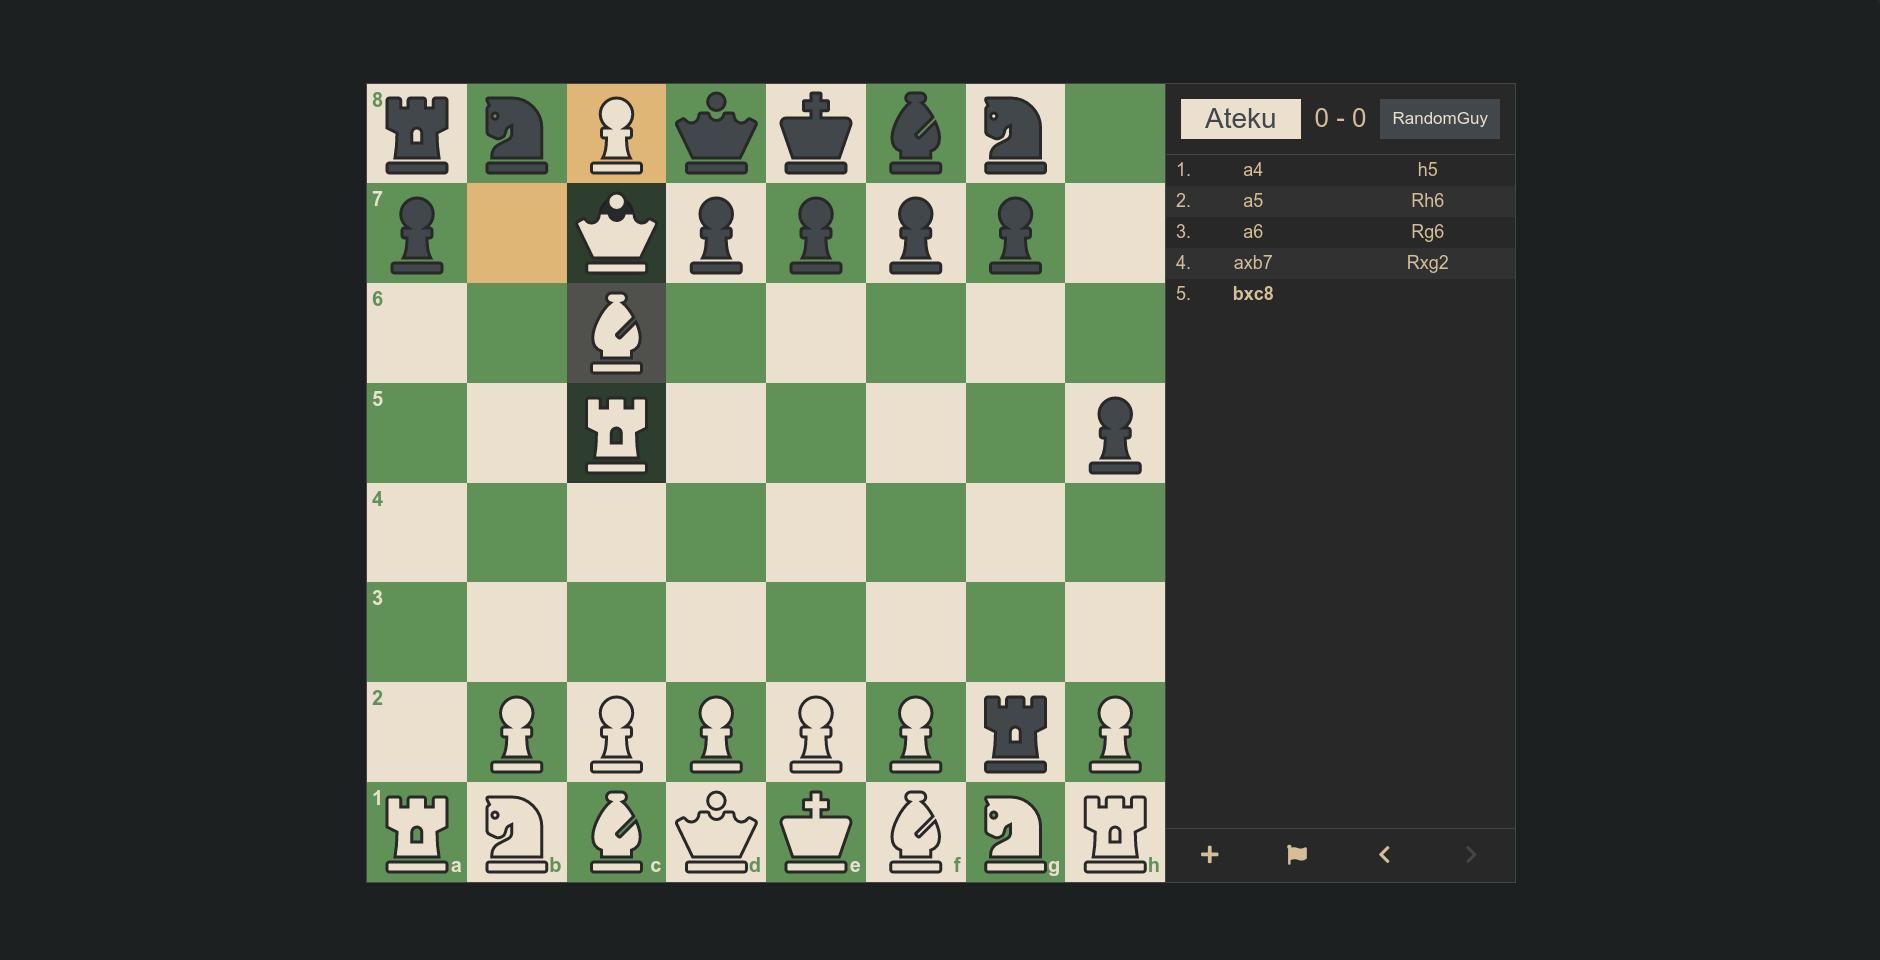 Ateku 0 - 0 RandomGuy
1. a4 h5
2. a5 Rh6
3. a6 Rg6
4. axb7 Rxg2
5. bxc8
8
7
6
5
4
3
2
1
a b c d e f g h